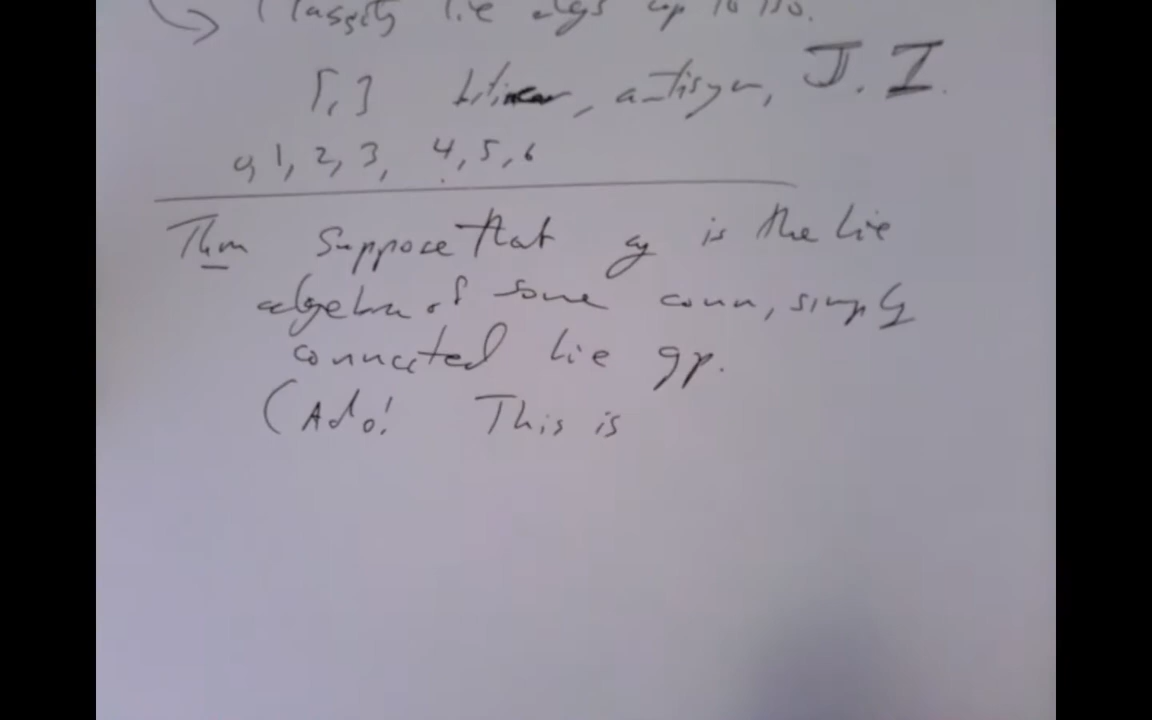 Classify Lie algs up to iso.
[,] bilinear, antisym, J.I.
0, 1, 2, 3, 4, 5, 6
Thm Suppose that g is the Lie
algebra of some conn, simply
connected Lie gp.
(Ado! This is